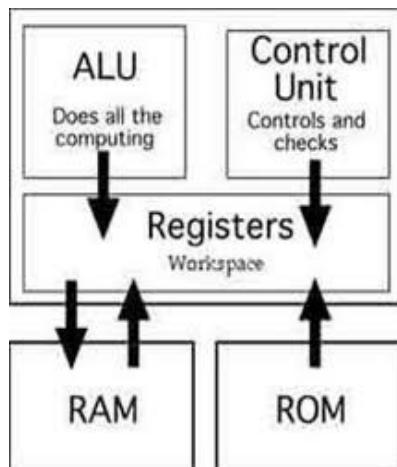 ALU
Does all the
computing
Control
Unit
Controls and
checks
Registers
Workspace
RAM
ROM